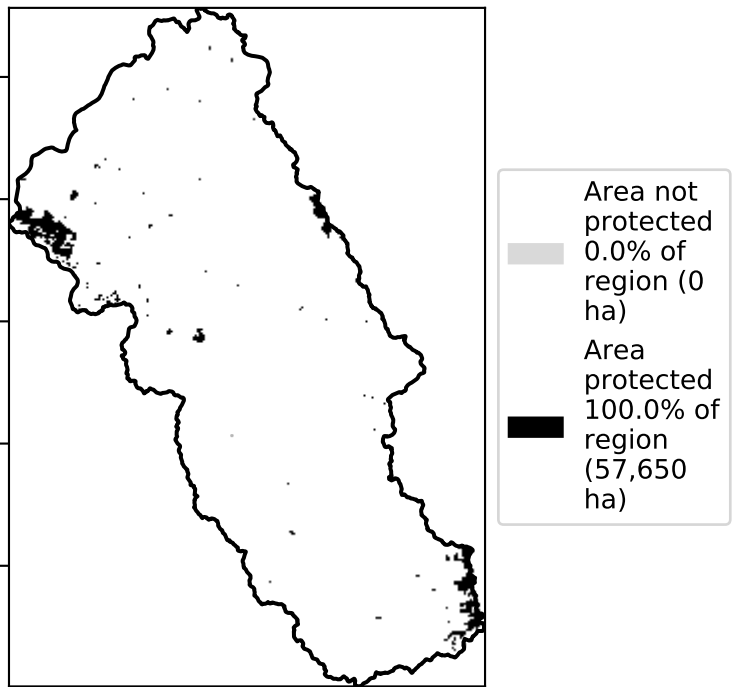 Area not
protected
0.0% of
region (0
ha)
Area
protected
100.0% of
region
(57,650
ha)